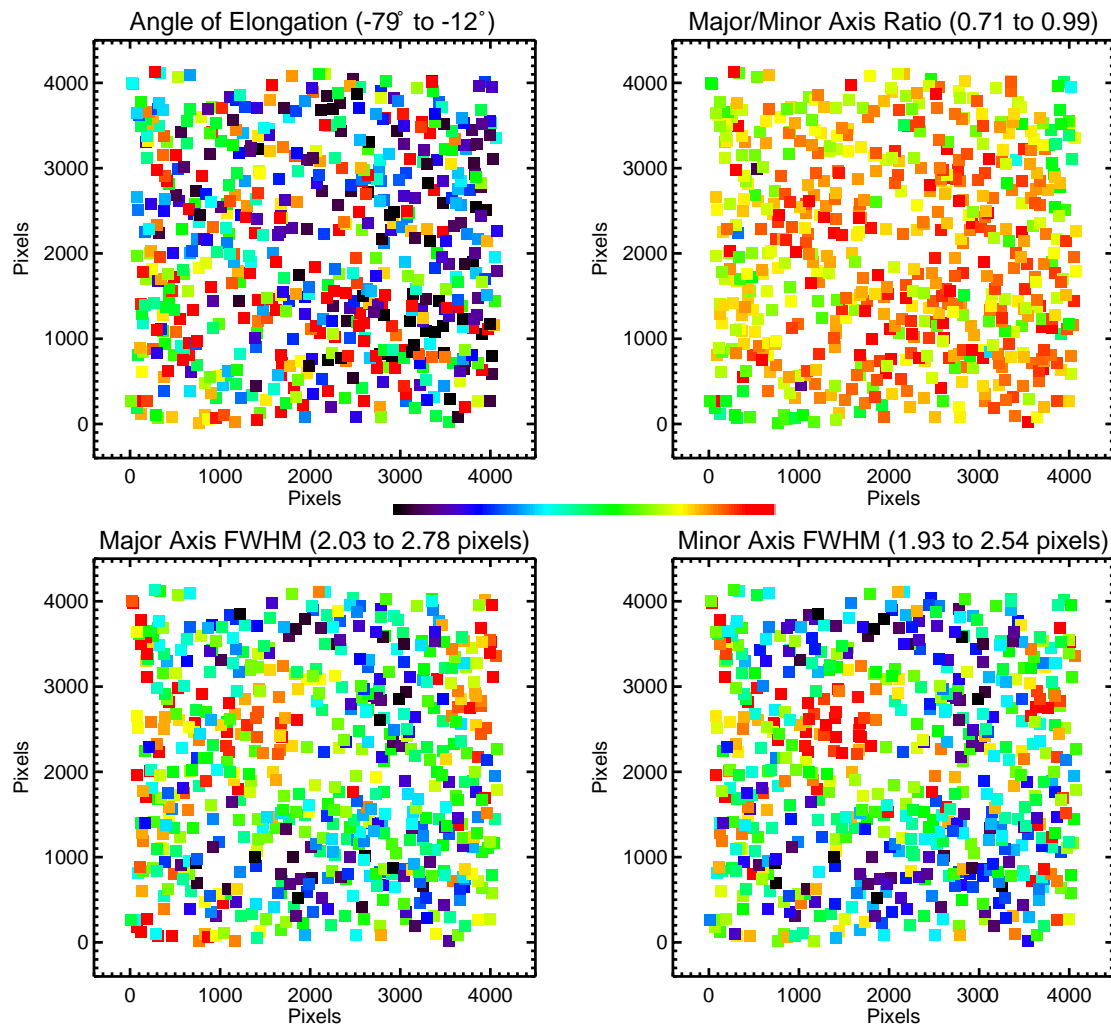 Angle of Elongation (-79° to -12°)
4000
3000
2000
1000
0
Pixels
0 1000 2000 3000 4000
Pixels
Major/Minor Axis Ratio (0.71 to 0.99)
4000
3000
2000
1000
0
Pixels
0 1000 2000 3000 4000
Pixels
Major Axis FWHM (2.03 to 2.78 pixels)
4000
3000
2000
1000
0
Pixels
0 1000 2000 3000 4000
Pixels
Minor Axis FWHM (1.93 to 2.54 pixels)
4000
3000
2000
1000
0
Pixels
0 1000 2000 3000 4000
Pixels